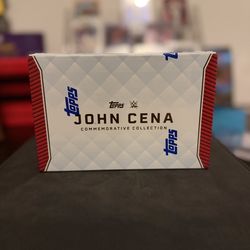 Topps W
JOHN CENA
COMMEMORATIVE COLLECTION
Topps
Topps